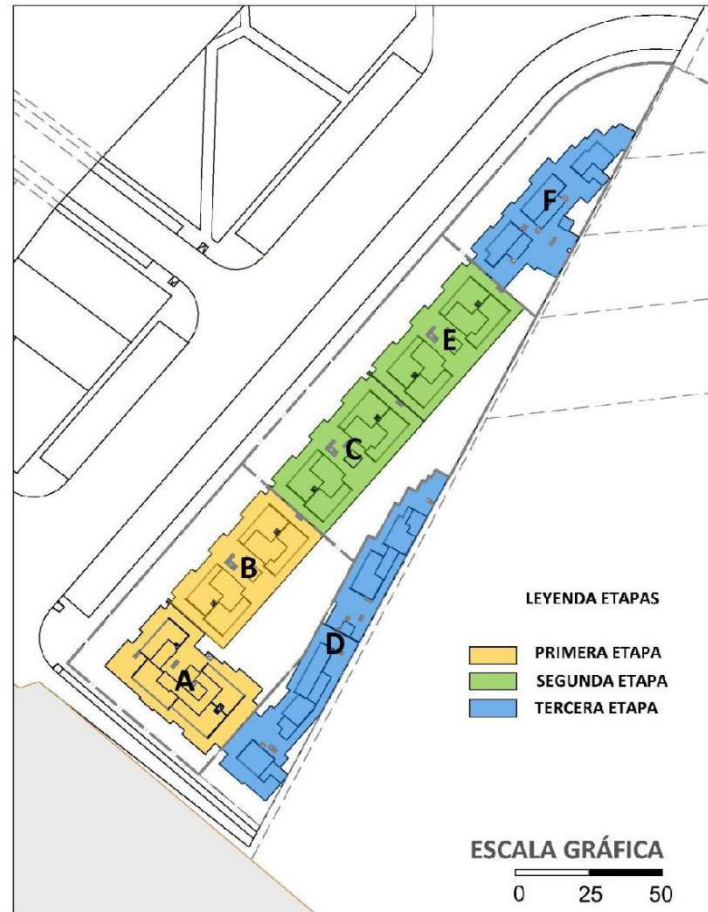 F
E
C
B
D
A
LEYENDA ETAPAS
PRIMERA ETAPA
SEGUNDA ETAPA
TERCERA ETAPA
ESCALA GRÁFICA
0 25 50